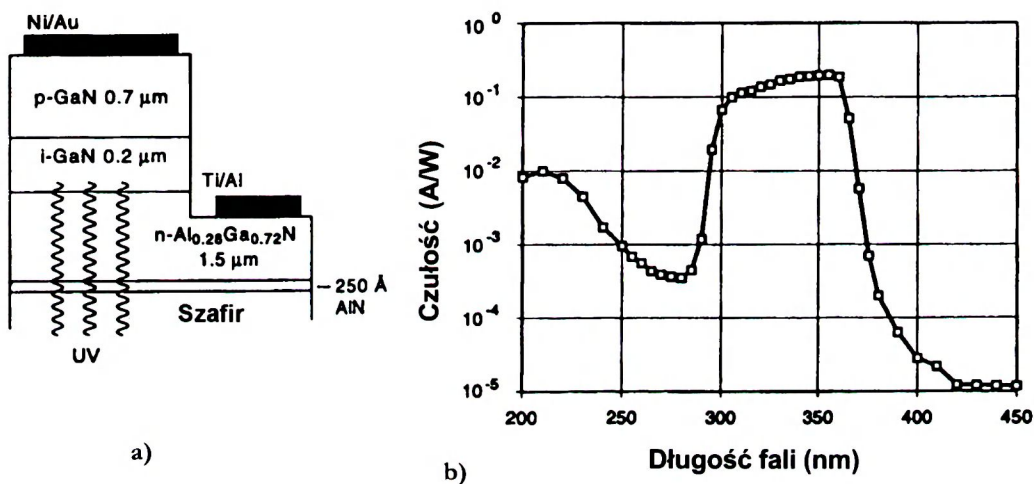 Ni/Au
p-GaN 0.7 µm
i-GaN 0.2 µm
Ti/Al
n-Al₀.₂₈Ga₀.₇₂N
1.5 µm
250 Å
AlN
Szafir
UV
a)
Czułość (A/W)
10⁰
10⁻¹
10⁻²
10⁻³
10⁻⁴
10⁻⁵
200 250 300 350 400 450
Długość fali (nm)
b)